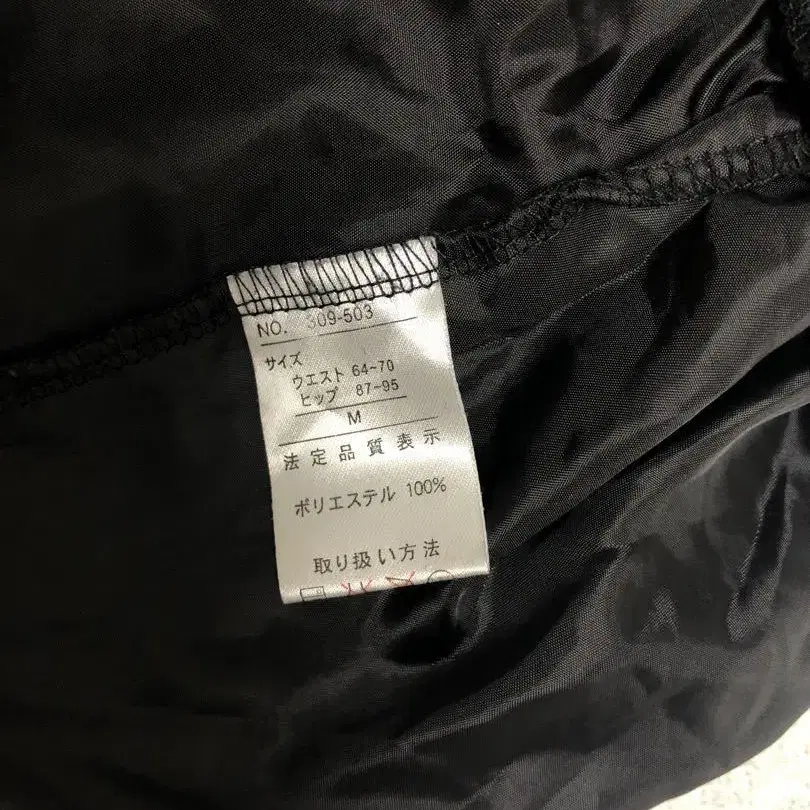 NO. 309-503
サイズ
ウエスト 64~70
ヒップ 87~95
M
法定品質表示
ポリエステル 100%
取り扱い方法